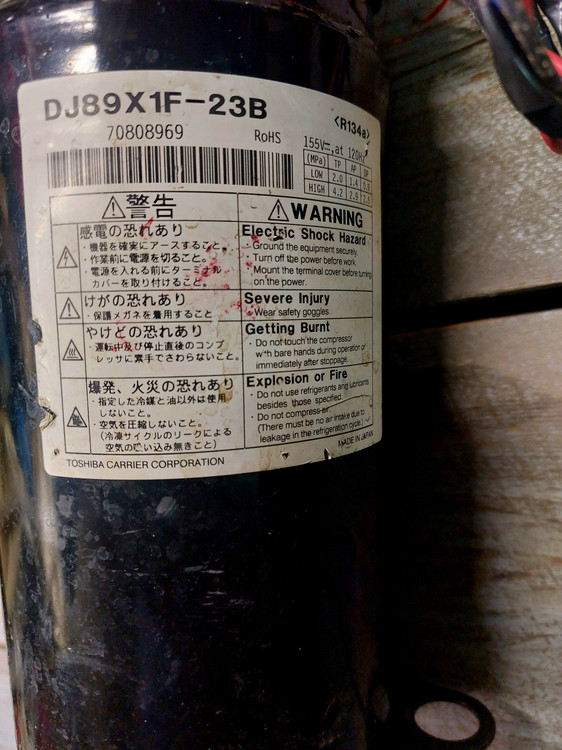 DJ89X1F-23B
<R134a>
70808969
RoHS
155V⎓,at 120Hz
(MPa) TP AP
LOW 2.0 1.4
HIGH 4.2 2.9
⚠警告
感電の恐れあり
・機器を確実にアースすること。
・作業前に電源を切ること。
・電源を入れる前にターミナル
カバーを取り付けること。
けがの恐れあり
・保護メガネを着用すること
やけどの恐れあり
・運転中及び停止直後のコンプ
レッサに素手でさわらないこと。
爆発、火災の恐れあり
・指定した冷媒と油以外は使用
しないこと。
・空気を圧縮しないこと。
(冷凍サイクルのリークによる
空気の吸い込み無きこと)
⚠WARNING
Electric Shock Hazard
・Ground the equipment securely.
・Turn off the power before work.
・Mount the terminal cover before turning
on the power.
Severe Injury
・Wear safety goggles.
Getting Burnt
・Do not touch the compressor
with bare hands during operation or
immediately after stoppage.
Explosion or Fire
・Do not use refrigerants and lubricants
besides those specified.
・Do not compress air.
(There must be no air intake due to
leakage in the refrigeration cycle.)
TOSHIBA CARRIER CORPORATION
MADE IN JAPAN